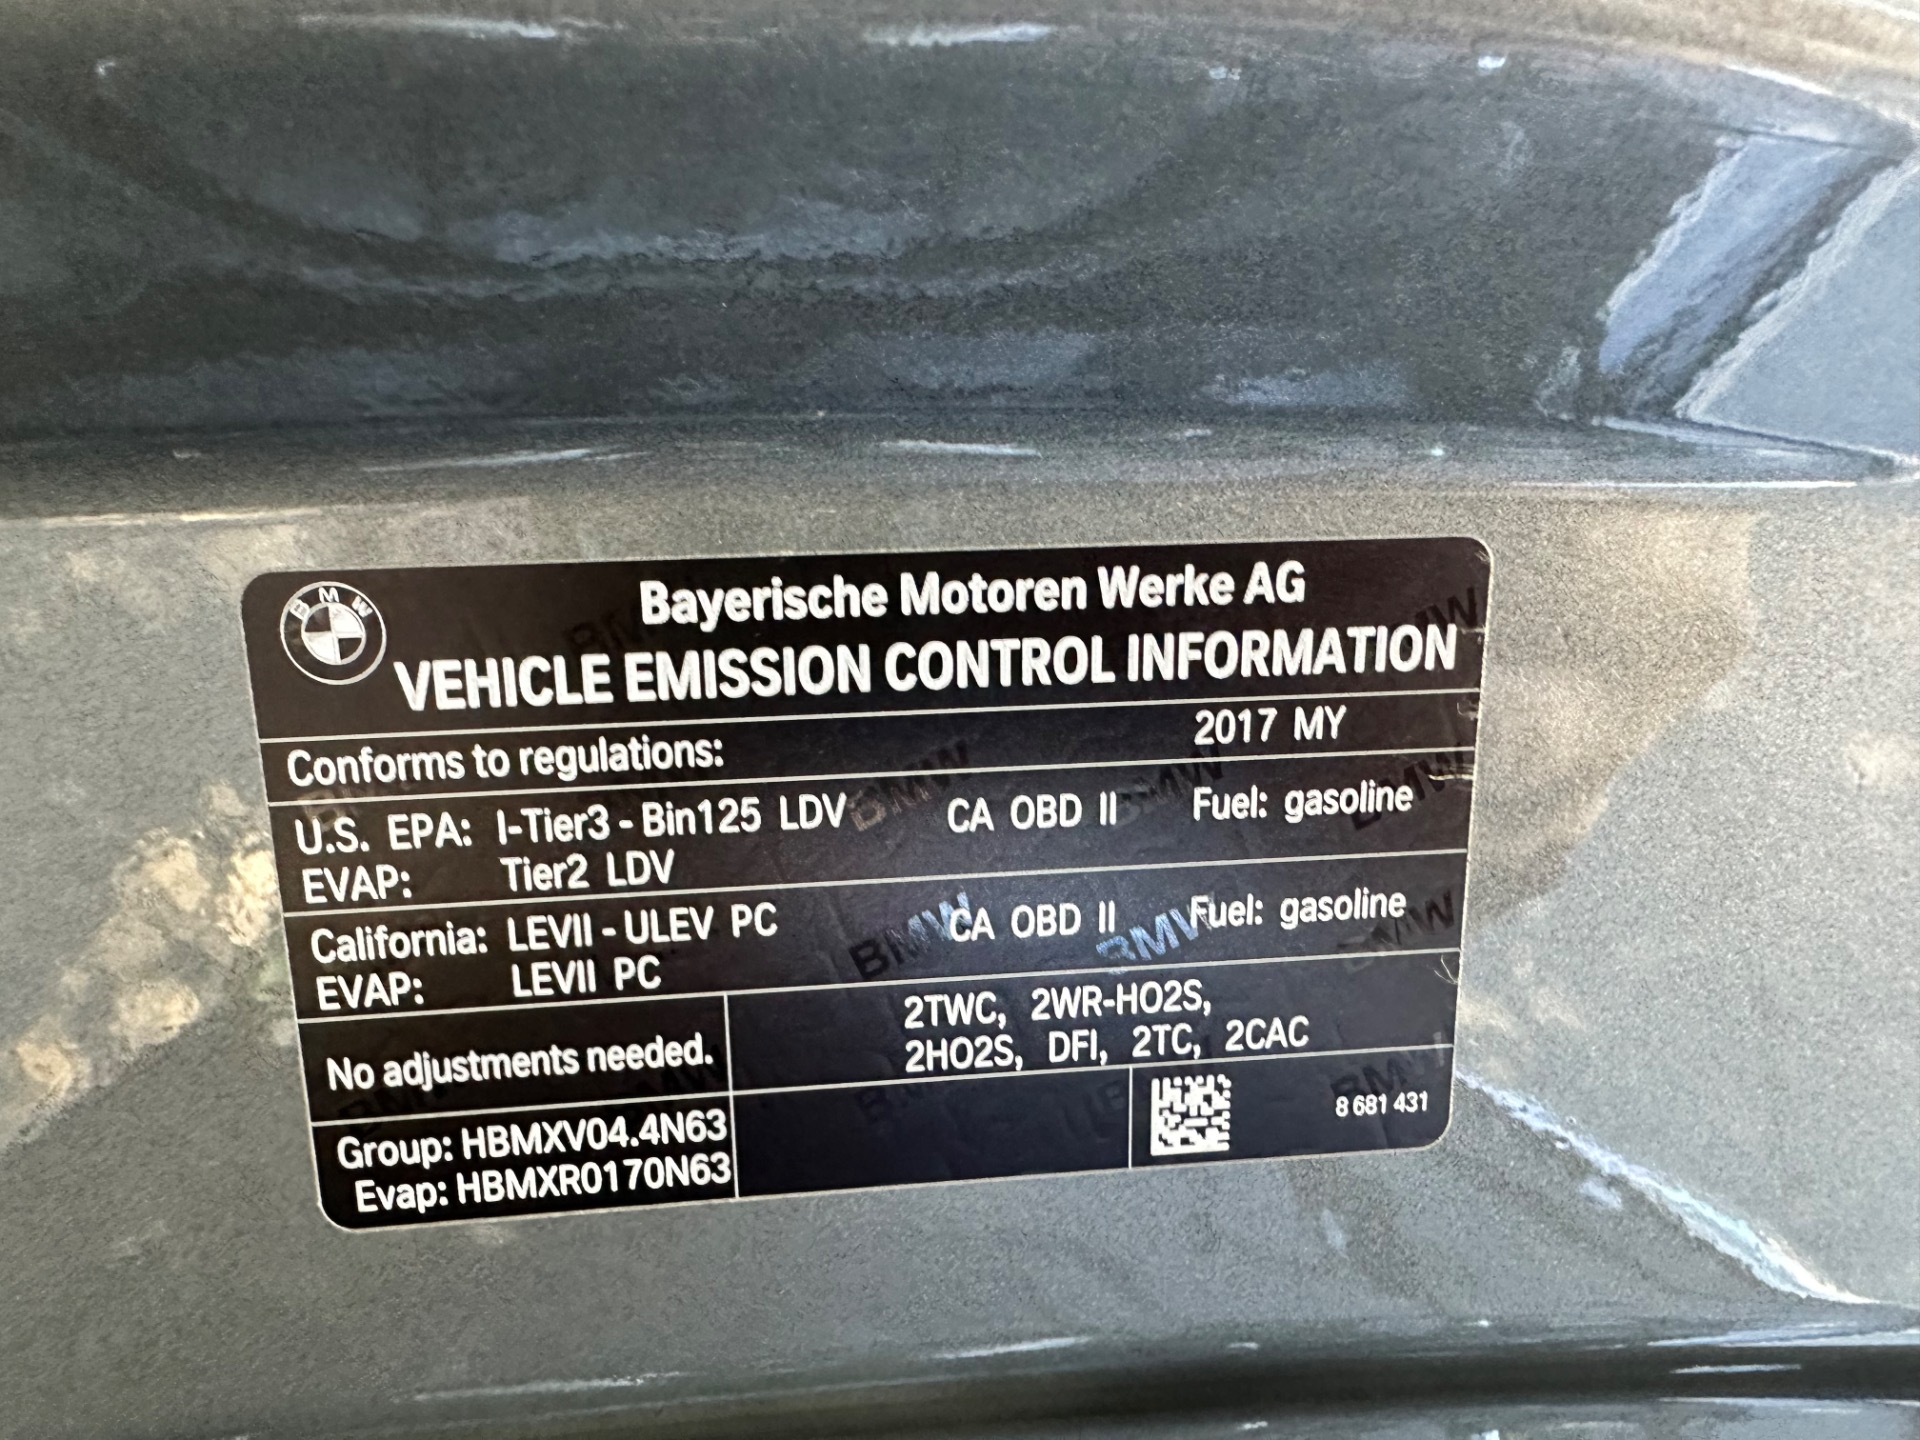 BMW
Bayerische Motoren Werke AG
VEHICLE EMISSION CONTROL INFORMATION
Conforms to regulations: 2017 MY
U.S. EPA: I-Tier3 - Bin125 LDV CA OBD II Fuel: gasoline
EVAP: Tier2 LDV
California: LEVII - ULEV PC CA OBD II Fuel: gasoline
EVAP: LEVII PC
No adjustments needed.
2TWC, 2WR-HO2S,
2HO2S, DFI, 2TC, 2CAC
Group: HBMXV04.4N63
Evap: HBMXR0170N63
8 681 431